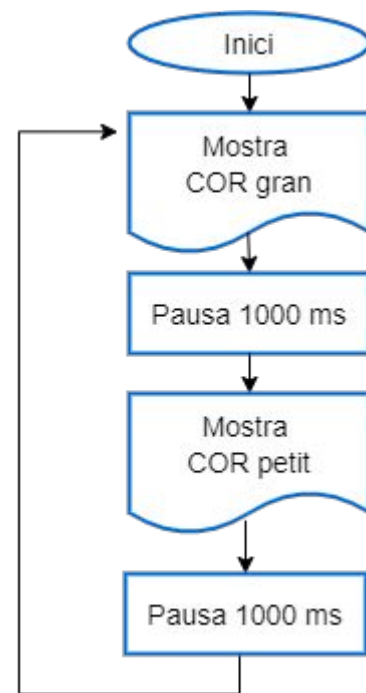 Inici
Mostra
COR gran
Pausa 1000 ms
Mostra
COR petit
Pausa 1000 ms